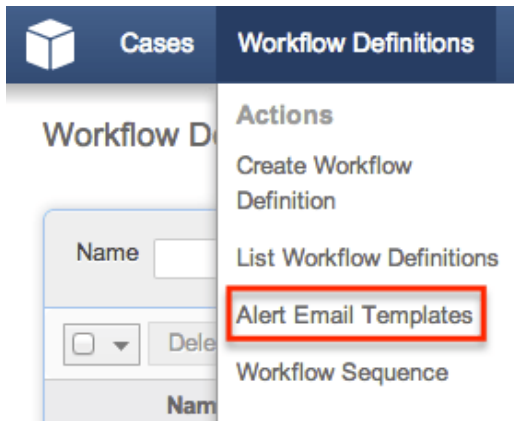 Cases Workflow Definitions
Workflow D
Actions
Create Workflow
Definition
Name
List Workflow Definitions
Alert Email Templates
Dele
Workflow Sequence
Nam